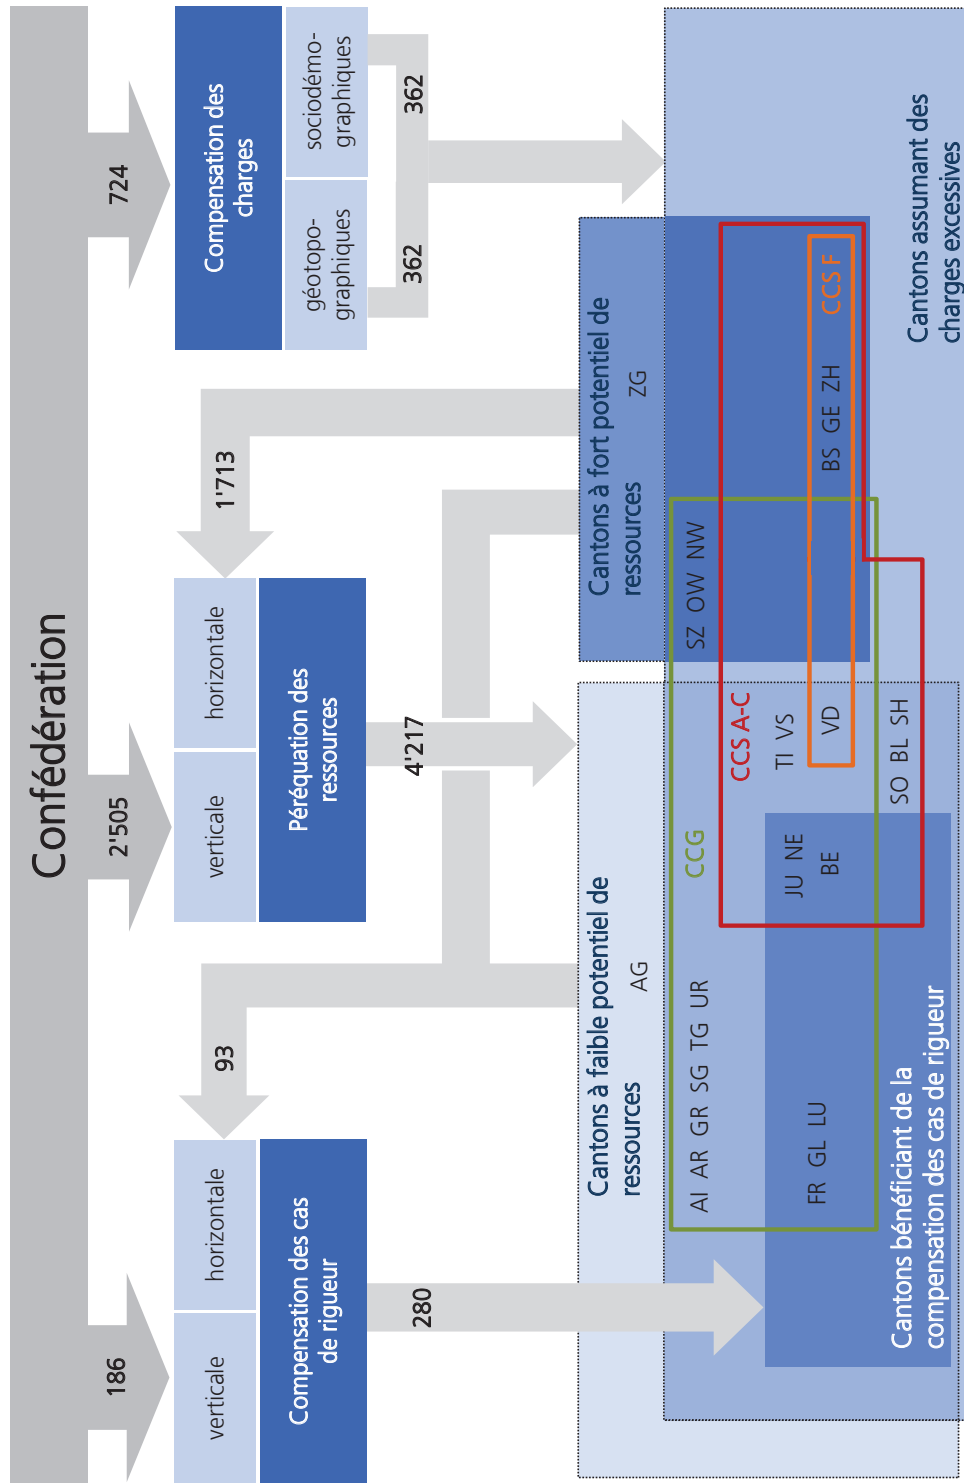 Confédération
186
2'505
724
verticale
horizontale
Compensation des cas
de rigueur
93
280
verticale
horizontale
Péréquation des
ressources
1'713
4'217
Compensation des
charges
géotopo-
graphiques
sociodémo-
graphiques
362
362
Cantons à faible potentiel de
ressources
AG
Cantons à fort potentiel de
ressources
ZG
AI AR GR SG TG UR
CCG
SZ OW NW
CCS A-C
TI VS
JU NE
FR GL LU
BE
VD
BS GE ZH
CCS F
SO BL SH
Cantons bénéficiant de la
compensation des cas de rigueur
Cantons assumant des
charges excessives